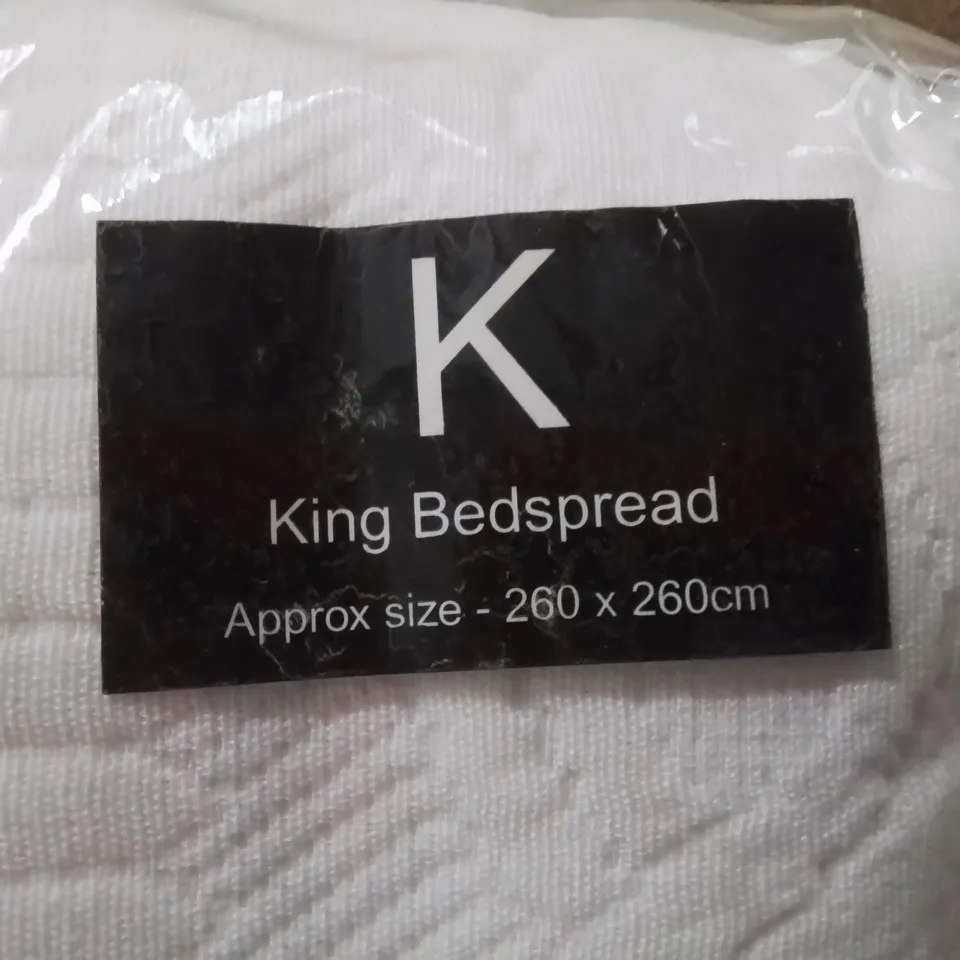 K
King Bedspread
Approx size - 260 x 260cm